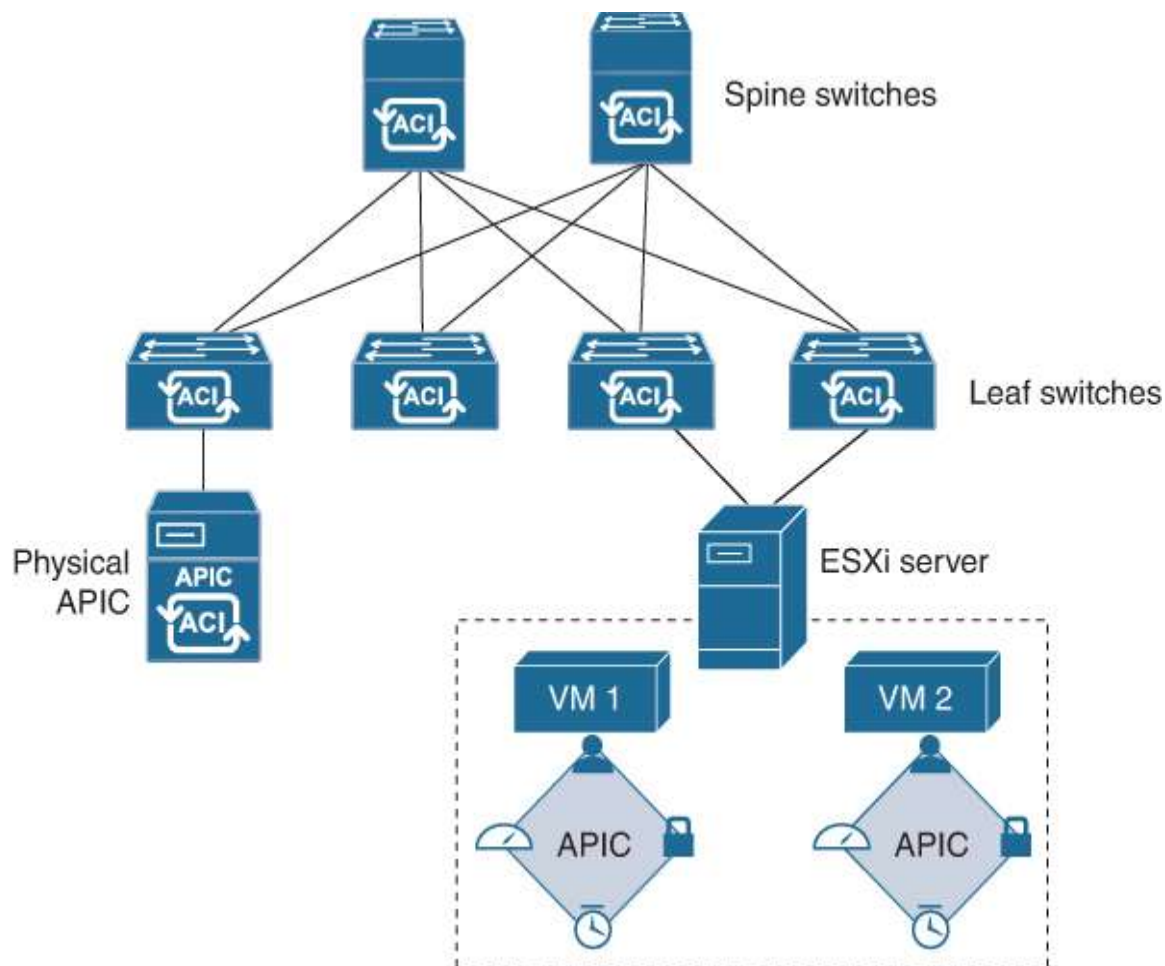 ACI
ACI
Spine switches
ACI
ACI
ACI
ACI
Leaf switches
Physical
APIC
APIC
ACI
ESXi server
VM 1
VM 2
APIC
APIC